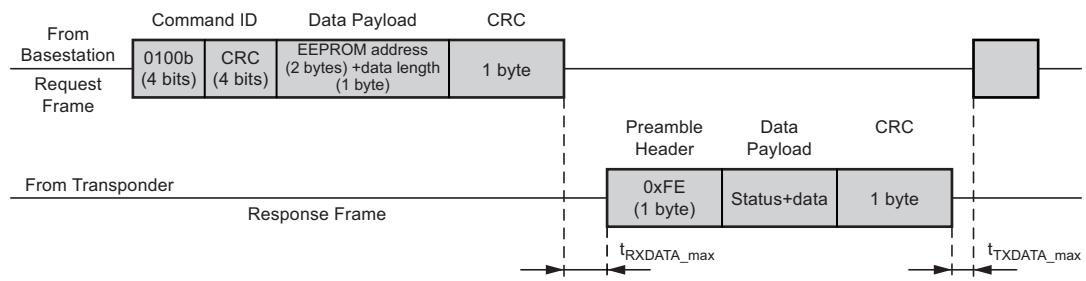 Command ID Data Payload CRC
From
Basestation
Request
Frame
0100b
(4 bits)
CRC
(4 bits)
EEPROM address
(2 bytes) +data length
(1 byte)
1 byte
Preamble
Header
Data
Payload
CRC
From Transponder
Response Frame
0xFE
(1 byte)
Status+data
1 byte
tRXDATA_max
tTXDATA_max